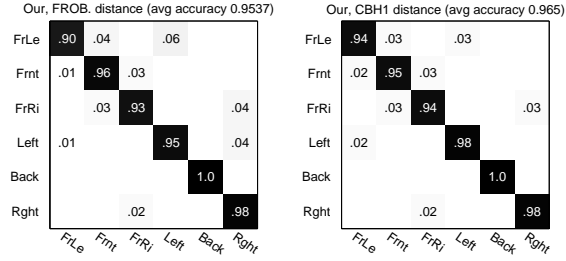 Our, FROB. distance (avg accuracy 0.9537)
FrLe .90 .04 .06
Frnt .01 .96 .03
FrRi .03 .93 .04
Left .01 .95 .04
Back 1.0
Rght .02 .98
FrLe Frnt FrRi Left Back Rght
Our, CBH1 distance (avg accuracy 0.965)
FrLe .94 .03 .03
Frnt .02 .95 .03
FrRi .03 .94 .03
Left .02 .98
Back 1.0
Rght .02 .98
FrLe Frnt FrRi Left Back Rght